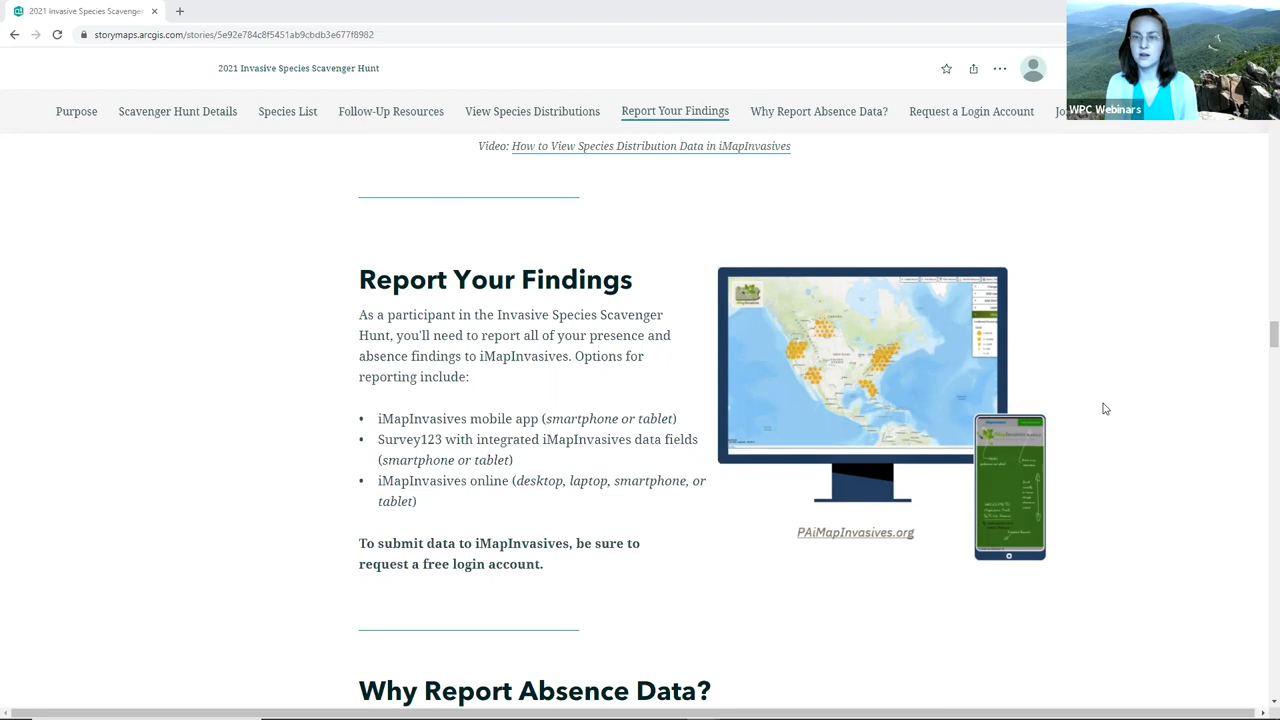 2021 Invasive Species Scavenger
storymaps.arcgis.com/stories/5e92e784c8f5451ab9cbdb3e677f8982
2021 Invasive Species Scavenger Hunt
WPC Webinars
Purpose Scavenger Hunt Details Species List View Species Distributions Report Your Findings Why Report Absence Data? Request a Login Account
Video: How to View Species Distribution Data in iMapInvasives
Report Your Findings
As a participant in the Invasive Species Scavenger
Hunt, you'll need to report all of your presence and
absence findings to iMapInvasives. Options for
reporting include:
• iMapInvasives mobile app (smartphone or tablet)
• Survey123 with integrated iMapInvasives data fields
(smartphone or tablet)
• iMapInvasives online (desktop, laptop, smartphone, or
tablet)
To submit data to iMapInvasives, be sure to
request a free login account.
PAiMapInvasives.org
Why Report Absence Data?